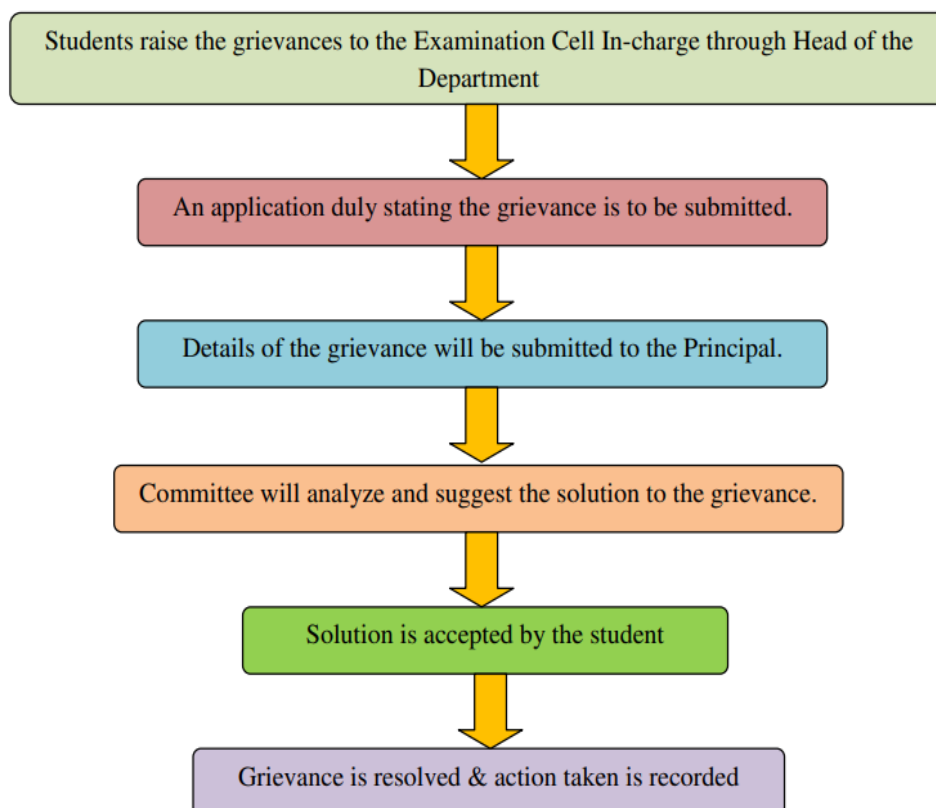 Students raise the grievances to the Examination Cell In-charge through Head of the
Department
An application duly stating the grievance is to be submitted.
Details of the grievance will be submitted to the Principal.
Committee will analyze and suggest the solution to the grievance.
Solution is accepted by the student
Grievance is resolved & action taken is recorded